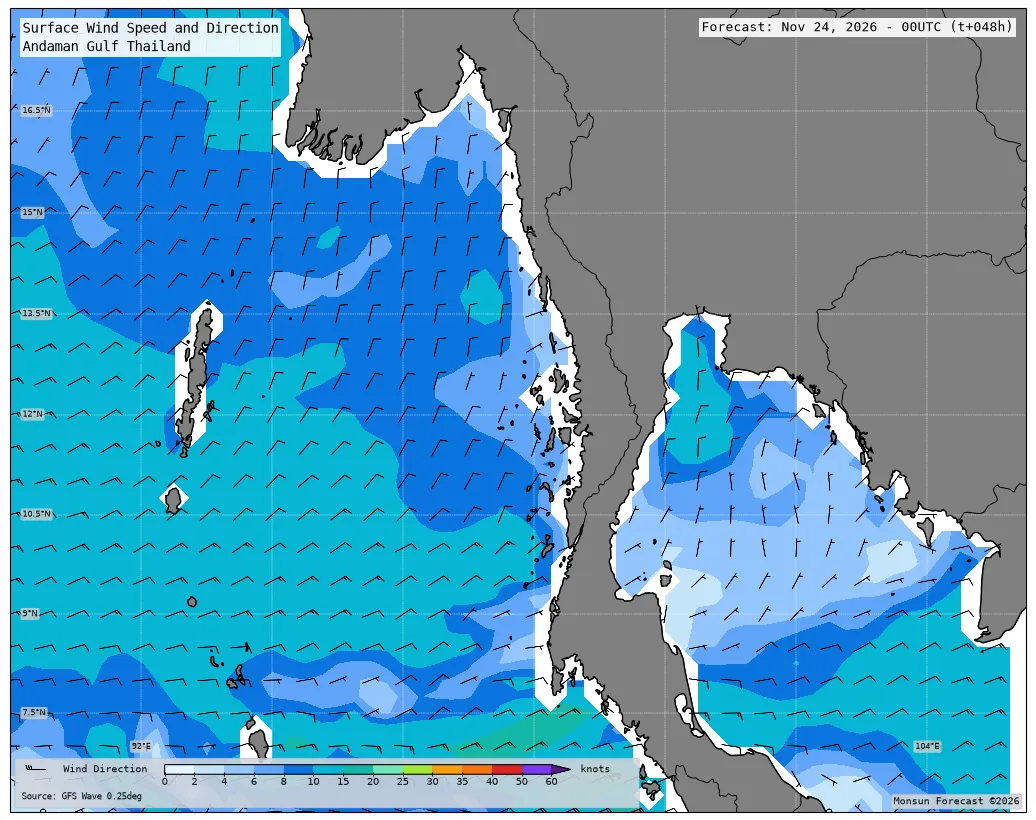 Surface Wind Speed and Direction
Andaman Gulf Thailand
Forecast: Nov 24, 2026 - 00UTC (t+048h)
16.5°N
15°N
13.5°N
12°N
10.5°N
9°N
7.5°N
92°E
104°E
Wind Direction
0 2 4 6 8 10 15 20 25 30 35 40 50 60
knots
Source: GFS Wave 0.25deg
Monsun Forecast ©2026